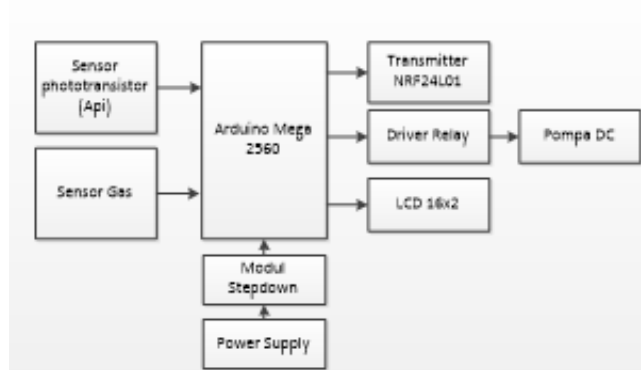 Sensor
phototransistor
(Api)
Sensor Gas
Arduino Mega
2560
Transmitter
NRF24L01
Driver Relay
Pompa DC
LCD 16x2
Modul
Stepdown
Power Supply